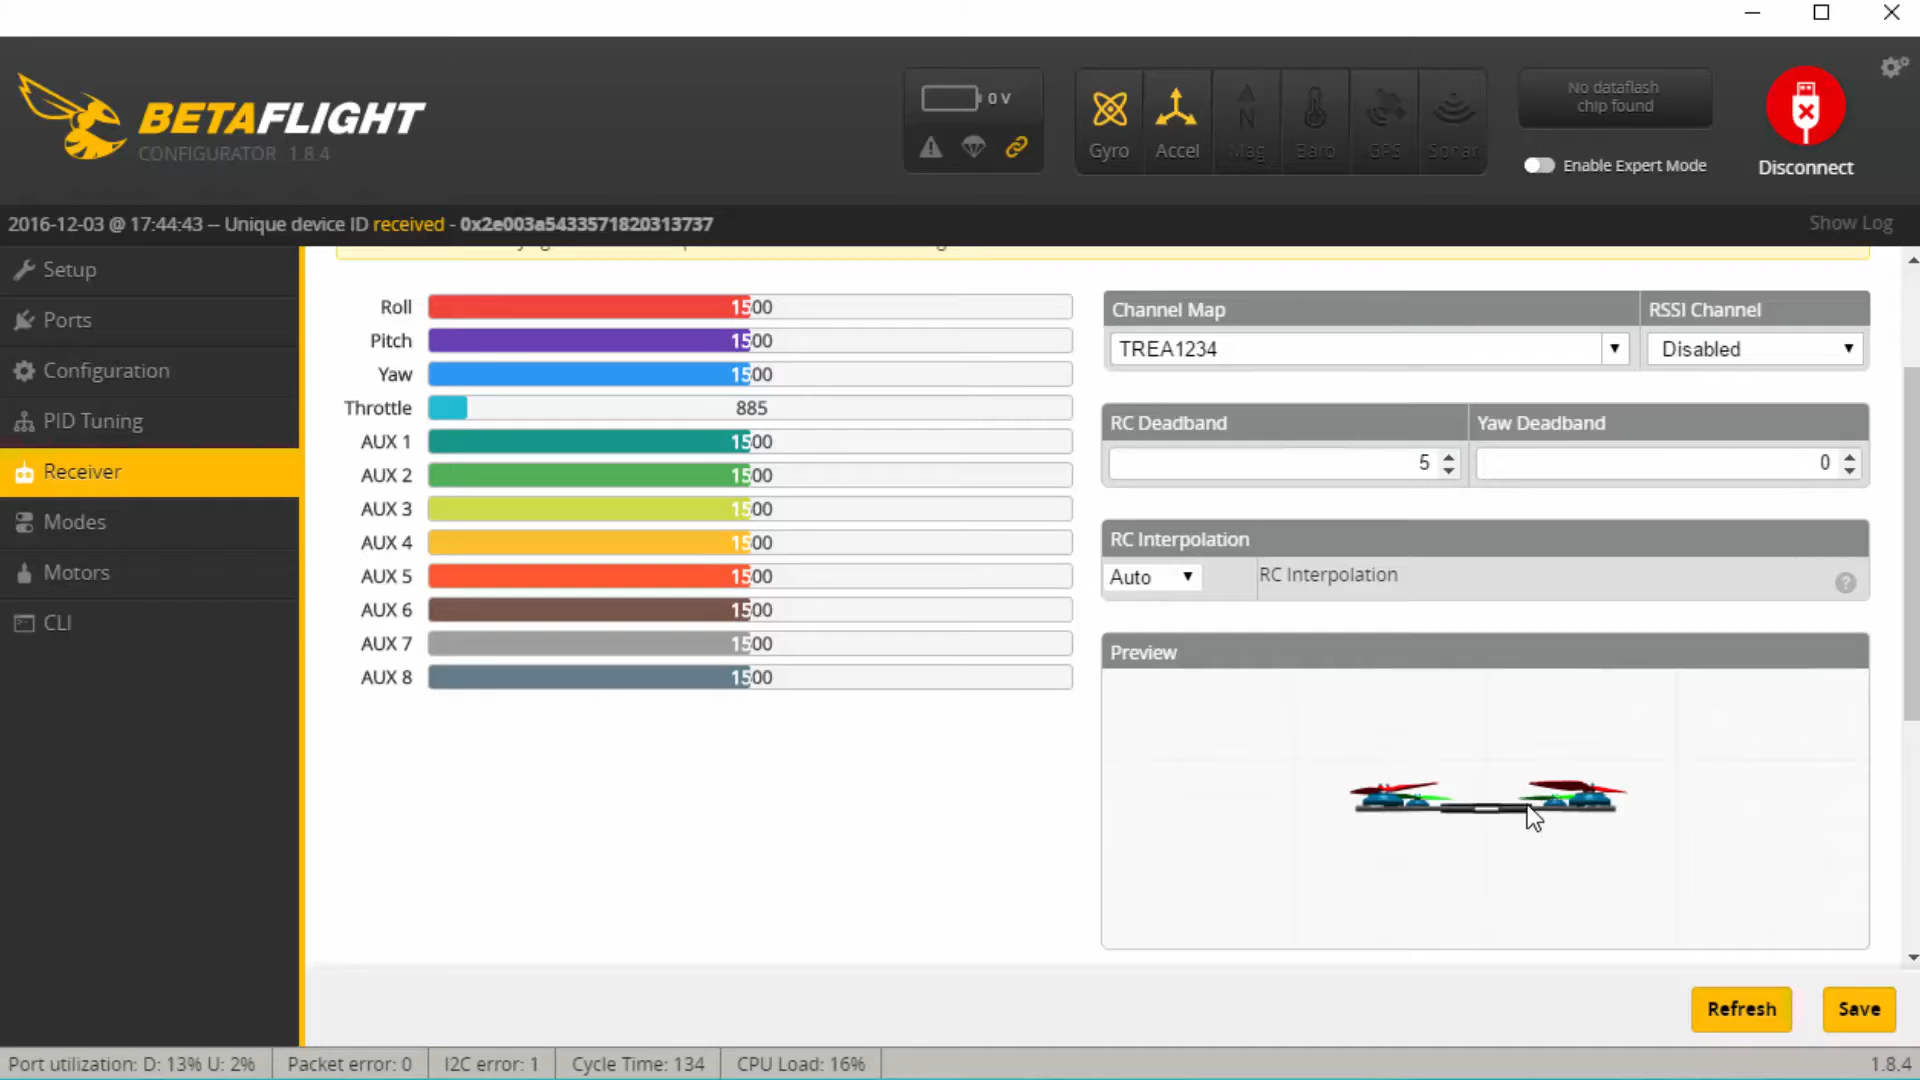 0 V
Gyro
Accel
Mag
Baro
GPS
Sonar
No dataflash
chip found
Enable Expert Mode
Disconnect
BETAFLIGHT
CONFIGURATOR 1.8.4
2016-12-03 @ 17:44:43 -- Unique device ID received - 0x2e003a5433571820313737
Show Log
Setup
Ports
Configuration
PID Tuning
Receiver
Modes
Motors
CLI
Roll 1500
Pitch 1500
Yaw 1500
Throttle 885
AUX 1 1500
AUX 2 1500
AUX 3 1500
AUX 4 1500
AUX 5 1500
AUX 6 1500
AUX 7 1500
AUX 8 1500
Channel Map
RSSI Channel
TREA1234
Disabled
RC Deadband
Yaw Deadband
5
0
RC Interpolation
Auto
RC Interpolation
?
Preview
Refresh
Save
Port utilization: D: 13% U: 2%
Packet error: 0
I2C error: 1
Cycle Time: 134
CPU Load: 16%
1.8.4